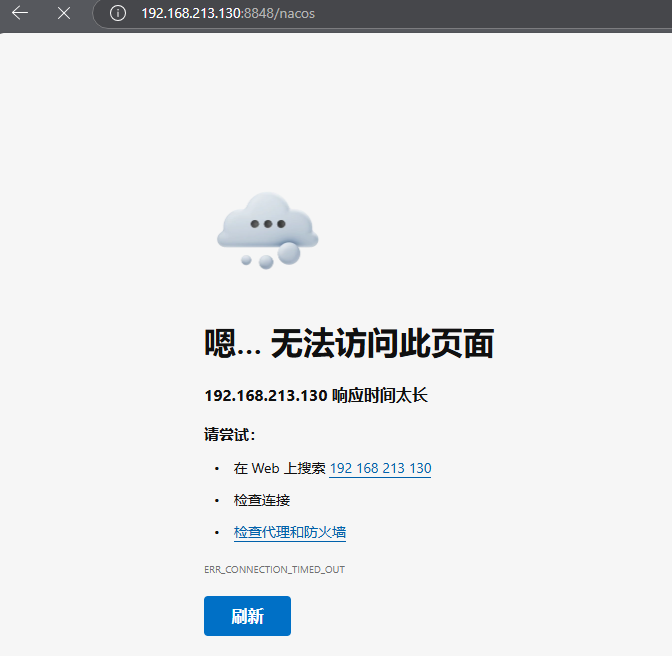 192.168.213.130:8848/nacos
嗯... 无法访问此页面
192.168.213.130 响应时间太长
请尝试：
• 在 Web 上搜索 192 168 213 130
• 检查连接
• 检查代理和防火墙
ERR_CONNECTION_TIMED_OUT
刷新